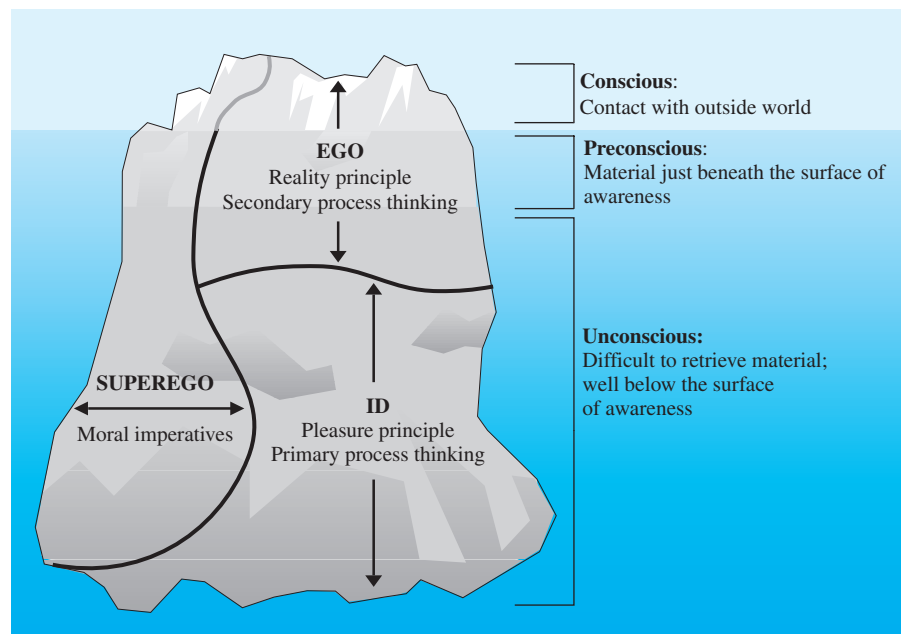 Conscious:
Contact with outside world
EGO
Reality principle
Secondary process thinking
Preconscious:
Material just beneath the surface of
awareness
SUPEREGO
Moral imperatives
ID
Pleasure principle
Primary process thinking
Unconscious:
Difficult to retrieve material;
well below the surface
of awareness